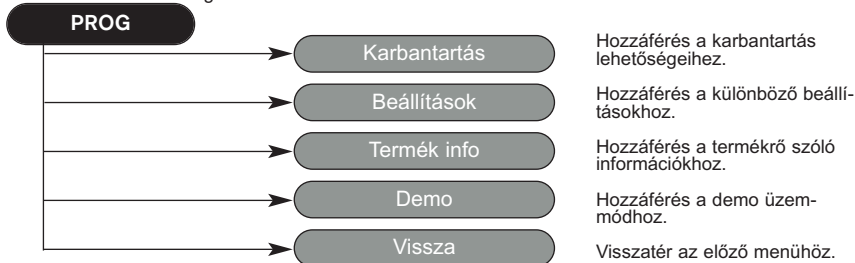 PROG
Karbantartás
Hozzáférés a karbantartás
lehetőségeihez.
Beállítások
Hozzáférés a különböző beállí-
tásokhoz.
Termék info
Hozzáférés a termékrő szóló
információkhoz.
Demo
Hozzáférés a demo üzem-
módhoz.
Vissza
Visszatér az előző menühöz.